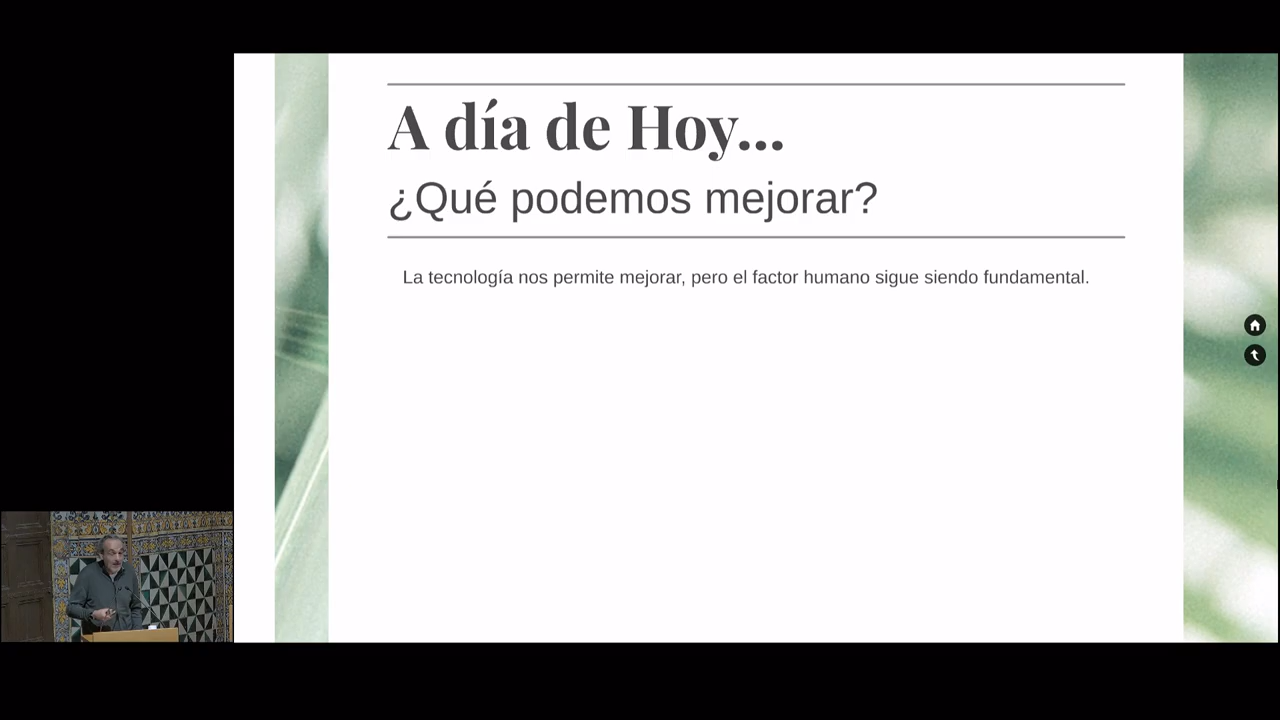 A día de Hoy...
¿Qué podemos mejorar?
La tecnología nos permite mejorar, pero el factor humano sigue siendo fundamental.